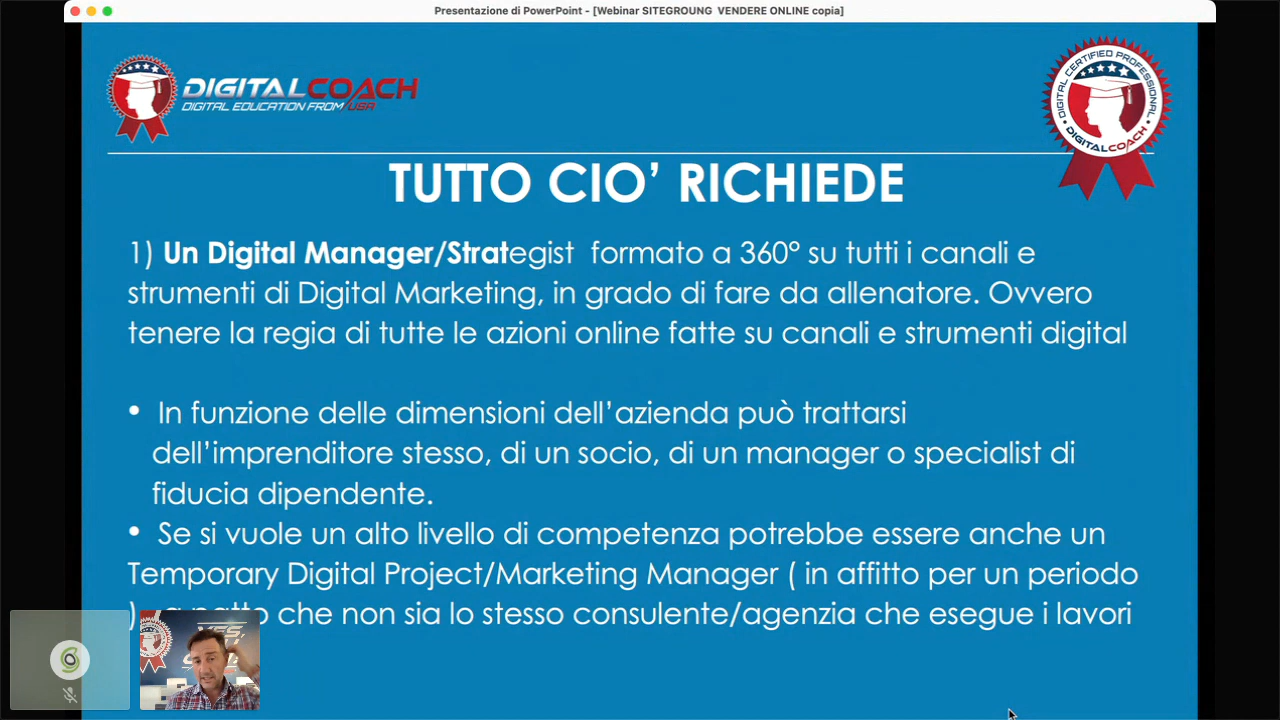 Presentazione di PowerPoint - [Webinar SITEGROUNG VENDERE ONLINE copia]
DIGITALCOACH
DIGITAL EDUCATION FROM USA
DIGITAL CERTIFIED PROFESSIONAL
DIGITALCOACH
TUTTO CIO’ RICHIEDE
1) Un Digital Manager/Strategist formato a 360° su tutti i canali e
strumenti di Digital Marketing, in grado di fare da allenatore. Ovvero
tenere la regia di tutte le azioni online fatte su canali e strumenti digital
• In funzione delle dimensioni dell’azienda può trattarsi
dell’imprenditore stesso, di un socio, di un manager o specialist di
fiducia dipendente.
• Se si vuole un alto livello di competenza potrebbe essere anche un
Temporary Digital Project/Marketing Manager ( in affitto per un periodo
) a patto che non sia lo stesso consulente/agenzia che esegue i lavori